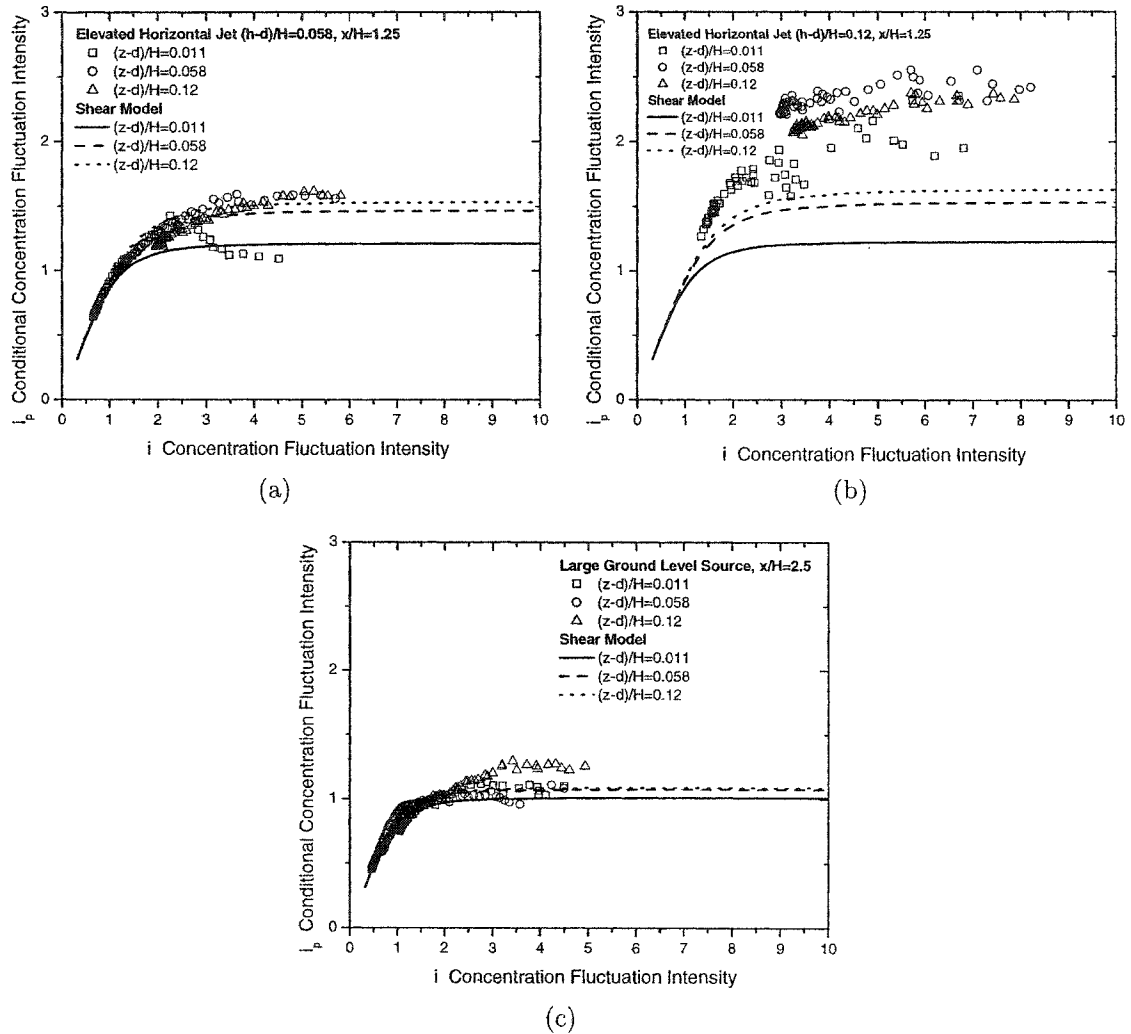 Elevated Horizontal Jet (h-d)/H=0.058, x/H=1.25
(z-d)/H=0.011
(z-d)/H=0.058
(z-d)/H=0.12
Shear Model
(z-d)/H=0.011
(z-d)/H=0.058
(z-d)/H=0.12
i_p Conditional Concentration Fluctuation Intensity
3
2
1
0
0 1 2 3 4 5 6 7 8 9 10
i Concentration Fluctuation Intensity
(a)
Elevated Horizontal Jet (h-d)/H=0.12, x/H=1.25
(z-d)/H=0.011
(z-d)/H=0.058
(z-d)/H=0.12
Shear Model
(z-d)/H=0.011
(z-d)/H=0.058
(z-d)/H=0.12
i_p Conditional Concentration Fluctuation Intensity
3
2
1
0
0 1 2 3 4 5 6 7 8 9 10
i Concentration Fluctuation Intensity
(b)
Large Ground Level Source, x/H=2.5
(z-d)/H=0.011
(z-d)/H=0.058
(z-d)/H=0.12
Shear Model
(z-d)/H=0.011
(z-d)/H=0.058
(z-d)/H=0.12
i_p Conditional Concentration Fluctuation Intensity
3
2
1
0
0 1 2 3 4 5 6 7 8 9 10
i Concentration Fluctuation Intensity
(c)